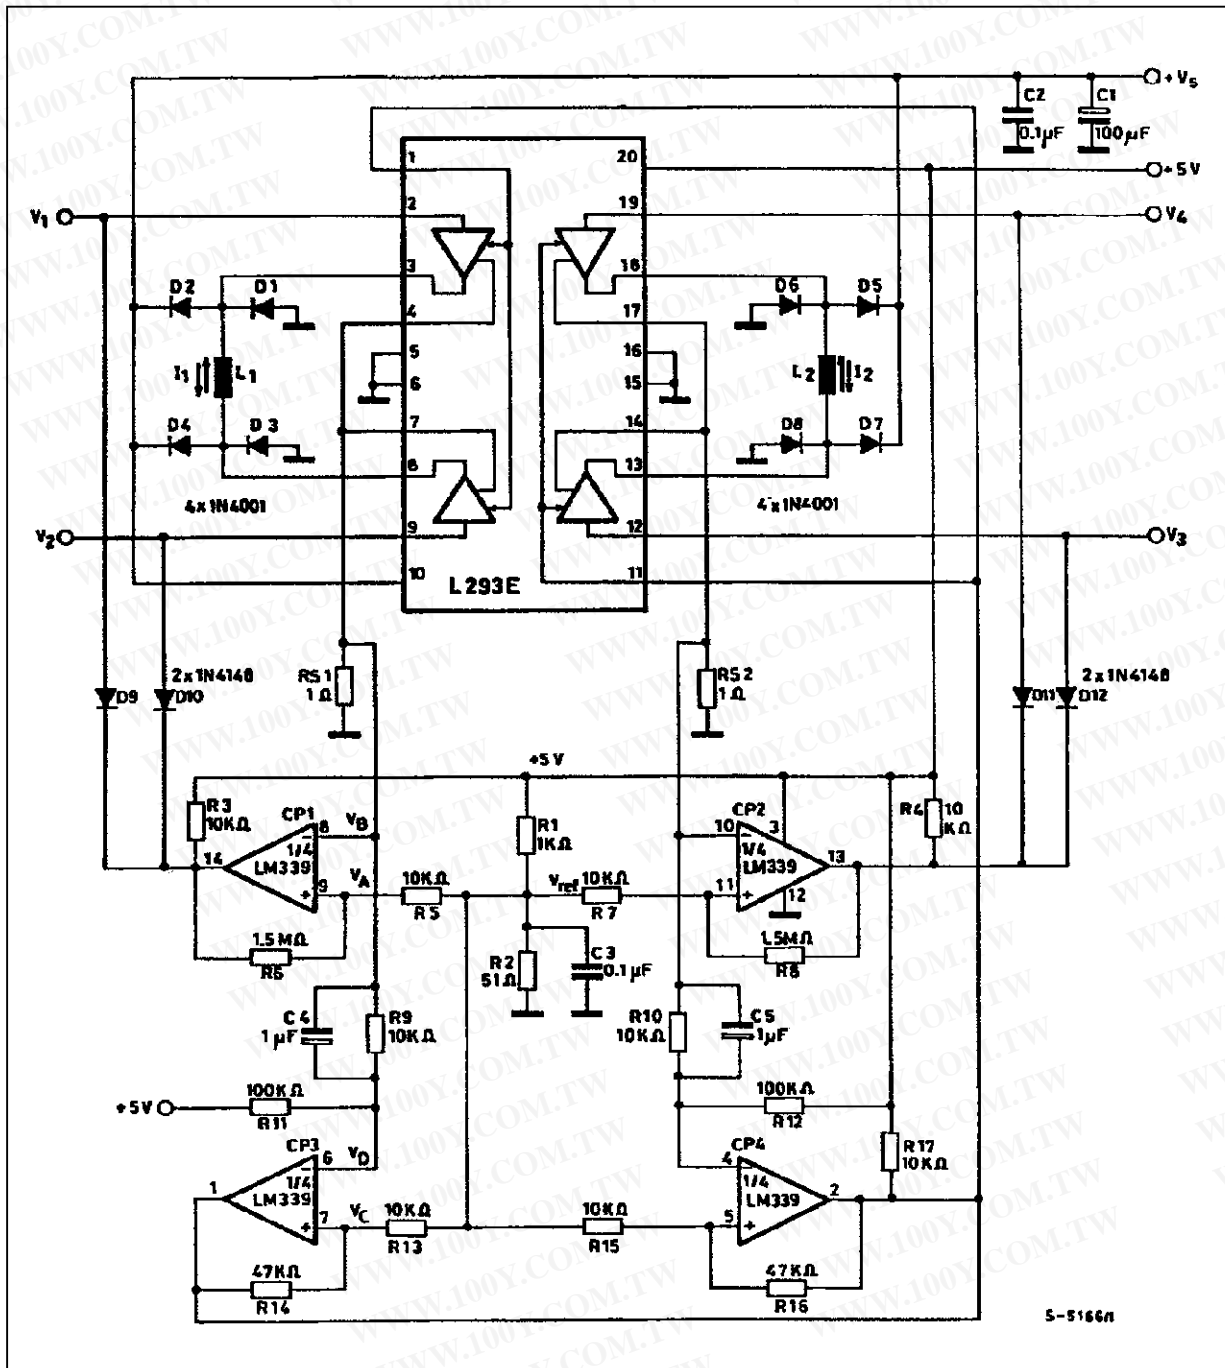 +V5
C2
0.1µF
C1
100µF
1
20
+5V
V1
2
19
V4
3
18
D2
D1
D6
D5
4
17
5
16
I1
L1
6
15
L2
I2
7
14
D4
D3
D8
D7
8
13
4x1N4001
4x1N4001
V2
9
12
V3
10
11
L293E
RS1
1Ω
RS2
1Ω
2x1N4148
D9
D10
2x1N4148
D11
D12
+5V
R3
10KΩ
CP1
VB
8
R1
1KΩ
CP2
10
3
R4
10
KΩ
14
1/4
LM339
9
VA
10KΩ
R5
Vref
10KΩ
R7
11
1/4
LM339
13
12
1.5MΩ
R6
R2
51Ω
C3
0.1µF
1.5MΩ
R8
C4
1µF
R9
10KΩ
R10
10KΩ
C5
1µF
+5V
100KΩ
R11
100KΩ
R12
CP3
6
VD
CP4
4
R17
10KΩ
1
1/4
LM339
7
VC
10KΩ
R13
10KΩ
R15
5
1/4
LM339
2
47KΩ
R14
47KΩ
R16
S-5166/1
WWW.100Y.COM.TW